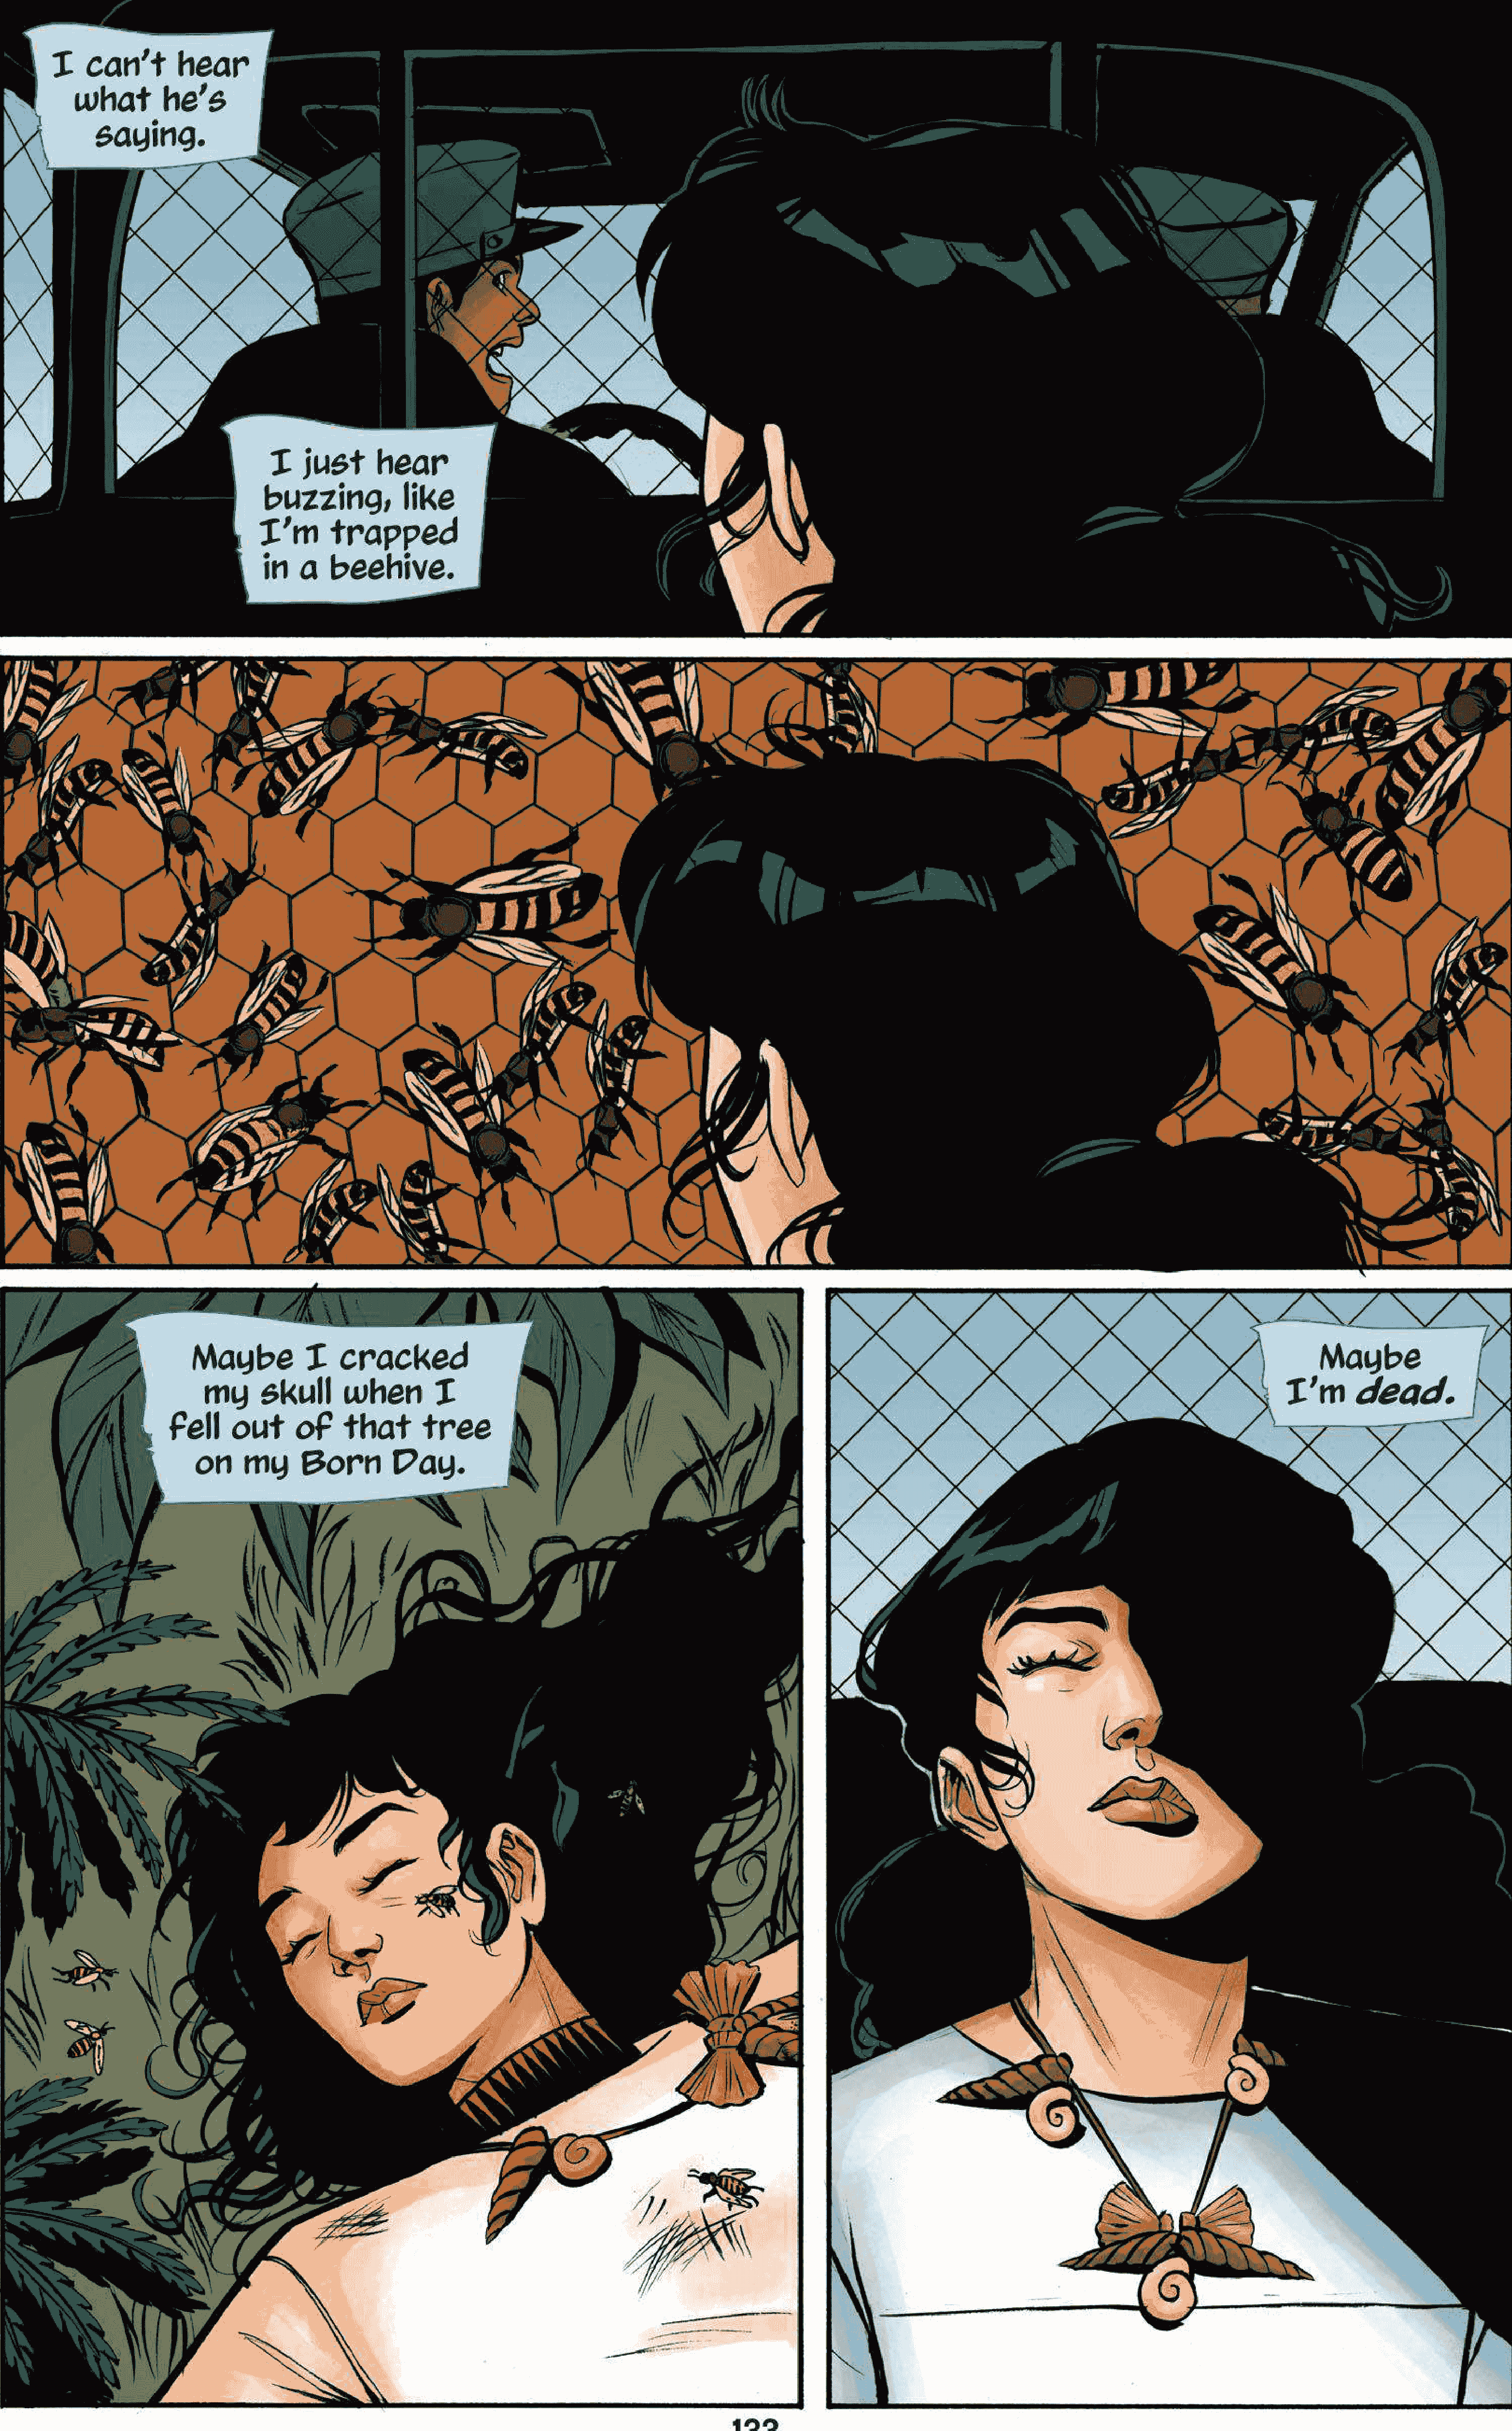 I can't hear
what he's
saying.
I just hear
buzzing, like
I'm trapped
in a beehive.
Maybe I cracked
my skull when I
fell out of that tree
on my Born Day.
Maybe
I'm dead.
133